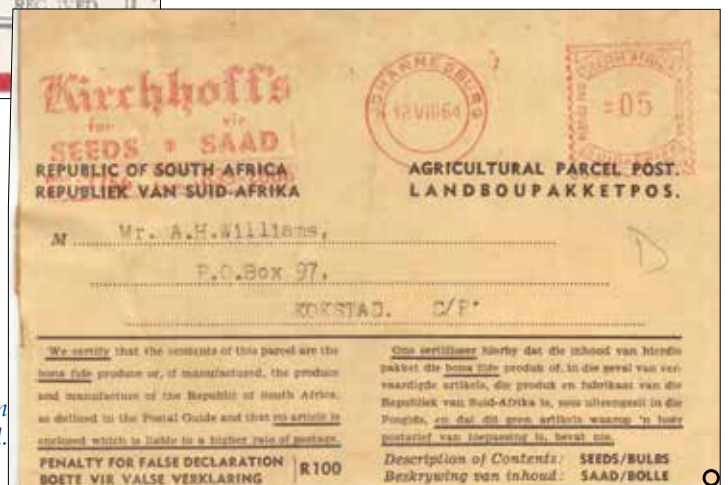 REC IVED
Kirchhoff's
for vir
SEEDS * SAAD
JOHANNESBURG
12 VIII 64
SOUTH AFRICA
=05
REPUBLIC OF SOUTH AFRICA
REPUBLIEK VAN SUID-AFRIKA
AGRICULTURAL PARCEL POST.
LANDBOUPAKKETPOS.
M Mr. A.H.Williams,
P.O.Box 97,
KOKSTAD. C/P.
D
We certify that the contents of this parcel are the
bona fide produce or, if manufactured, the produce
and manufacture of the Republic of South Africa,
as defined in the Postal Guide and that no article is
enclosed which is liable to a higher rate of postage.
PENALTY FOR FALSE DECLARATION
BOETE VIR VALSE VERKLARING
R100
Ons sertifiseer hierby dat die inhoud van hierdie
pakket die bona fide produk of, in die geval van ver-
vaardigde artikels, die produk en fabrikaat van die
Republiek van Suid-Afrika is, soos uiteengesit in die
Posgids, en dat dit geen artikels waarop 'n hoër
postarief van toepassing is, bevat nie.
Description of Contents: SEEDS/BULBS
Beskrywing van inhoud: SAAD/BOLLE